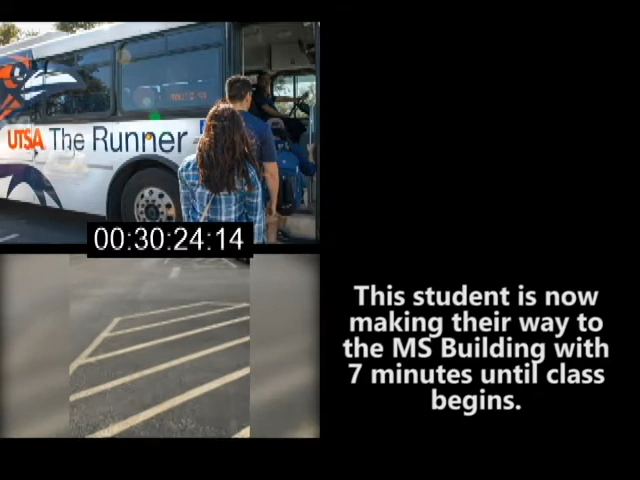 UTSA The Runner
00:30:24:14
This student is now
making their way to
the MS Building with
7 minutes until class
begins.